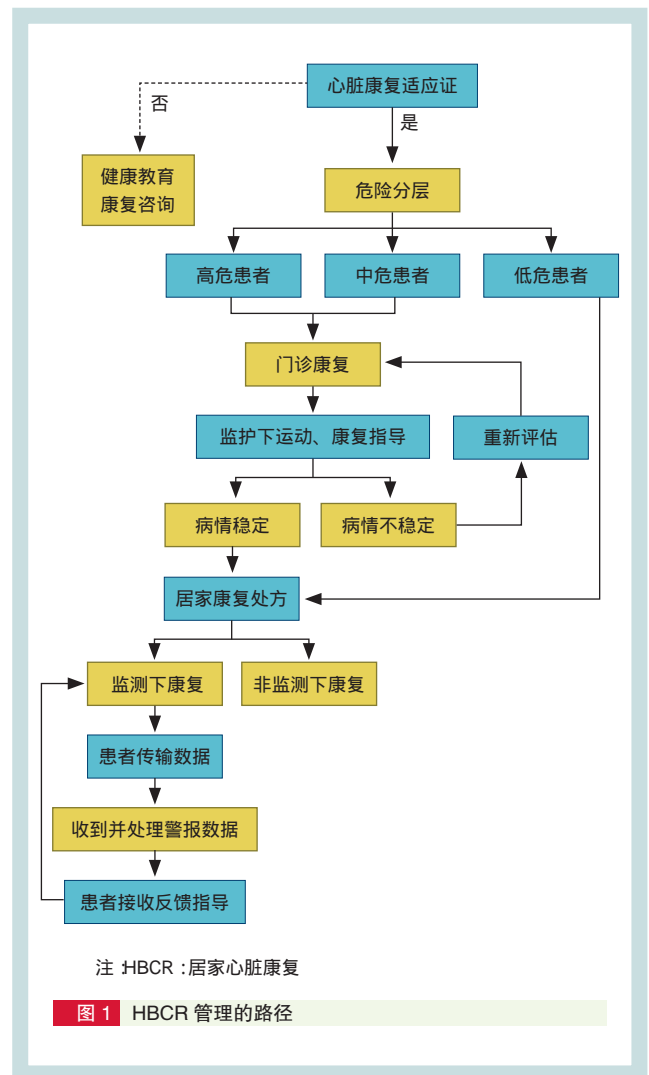 心脏康复适应证
否
是
健康教育
康复咨询
危险分层
高危患者
中危患者
低危患者
门诊康复
监护下运动、康复指导
重新评估
病情稳定
病情不稳定
居家康复处方
监测下康复
非监测下康复
患者传输数据
收到并处理警报数据
患者接收反馈指导
注:HBCR:居家心脏康复
图 1 HBCR 管理的路径